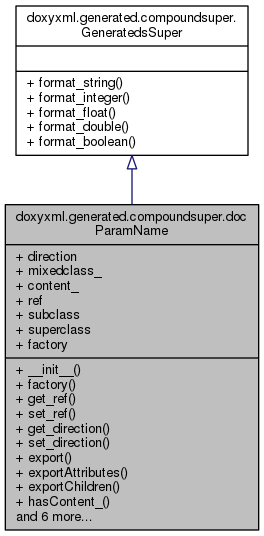 doxyxml.generated.compoundsuper.
GeneratedsSuper
+ format_string()
+ format_integer()
+ format_float()
+ format_double()
+ format_boolean()
doxyxml.generated.compoundsuper.doc
ParamName
+ direction
+ mixedclass_
+ content_
+ ref
+ subclass
+ superclass
+ factory
+ __init__()
+ factory()
+ get_ref()
+ set_ref()
+ get_direction()
+ set_direction()
+ export()
+ exportAttributes()
+ exportChildren()
+ hasContent_()
and 6 more...